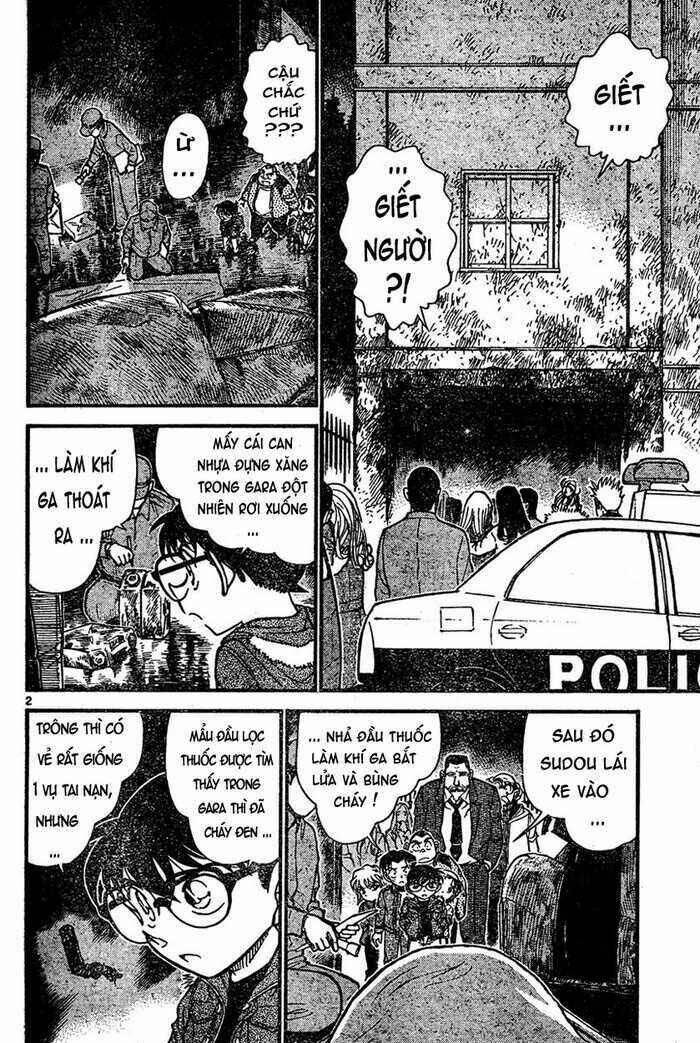 GIẾT
...
...
GIẾT
NGƯỜI
?!
CẬU
CHẮC
CHỨ
???
Ừ
...
MẤY CÁI CAN
NHỰA ĐỰNG XĂNG
TRONG GARA ĐỘT
NHIÊN RƠI XUỐNG
...
... LÀM KHÍ
GA THOÁT
RA ...
POLIC
2
SAU ĐÓ
SUDOU LÁI
XE VÀO
...
... NHẢ ĐẦU THUỐC
LÀM KHÍ GA BẮT
LỬA VÀ BÙNG
CHÁY !
MẨU ĐẦU LỌC
THUỐC ĐƯỢC TÌM
THẤY TRONG
GARA THÌ ĐÃ
CHÁY ĐEN ...
TRÔNG THÌ CÓ
VẺ RẤT GIỐNG
1 VỤ TAI NẠN,
NHƯNG
...